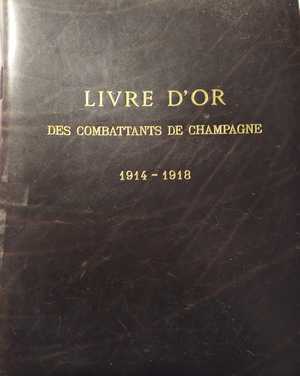 LIVRE D'OR
DES COMBATTANTS DE CHAMPAGNE
1914 - 1918